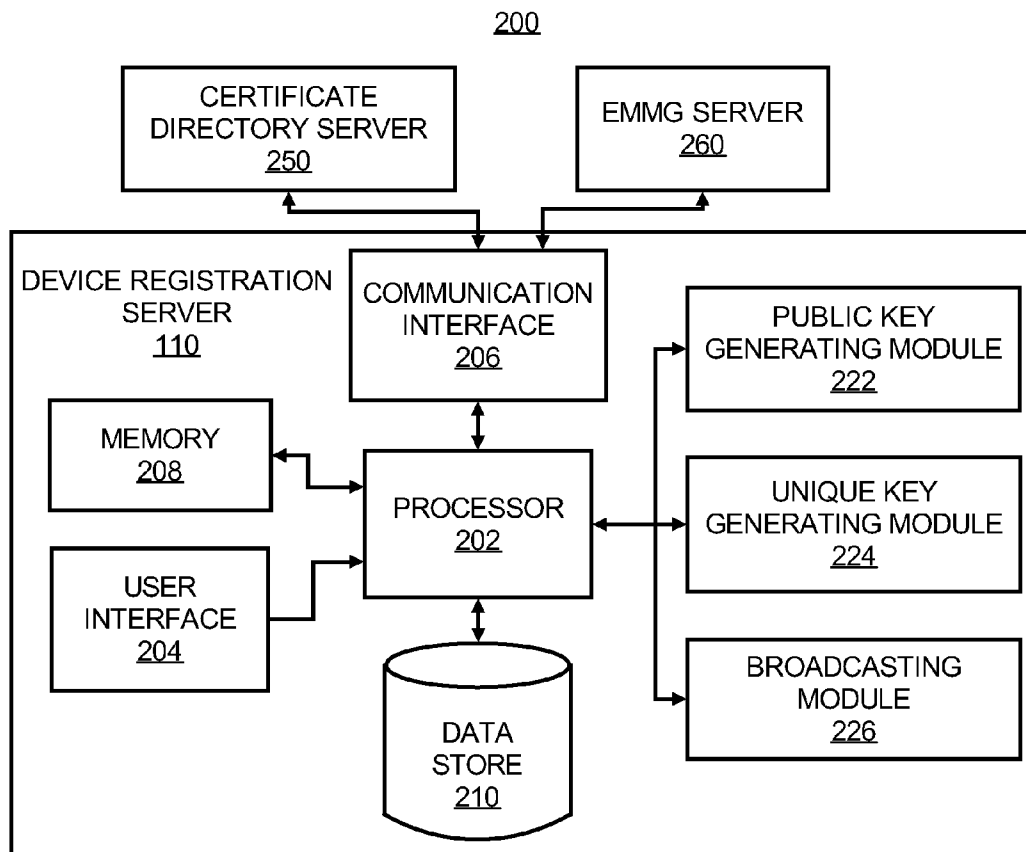 200
CERTIFICATE
DIRECTORY SERVER
250
EMMG SERVER
260
DEVICE REGISTRATION
SERVER
110
COMMUNICATION
INTERFACE
206
PUBLIC KEY
GENERATING MODULE
222
MEMORY
208
PROCESSOR
202
UNIQUE KEY
GENERATING MODULE
224
USER
INTERFACE
204
BROADCASTING
MODULE
226
DATA
STORE
210